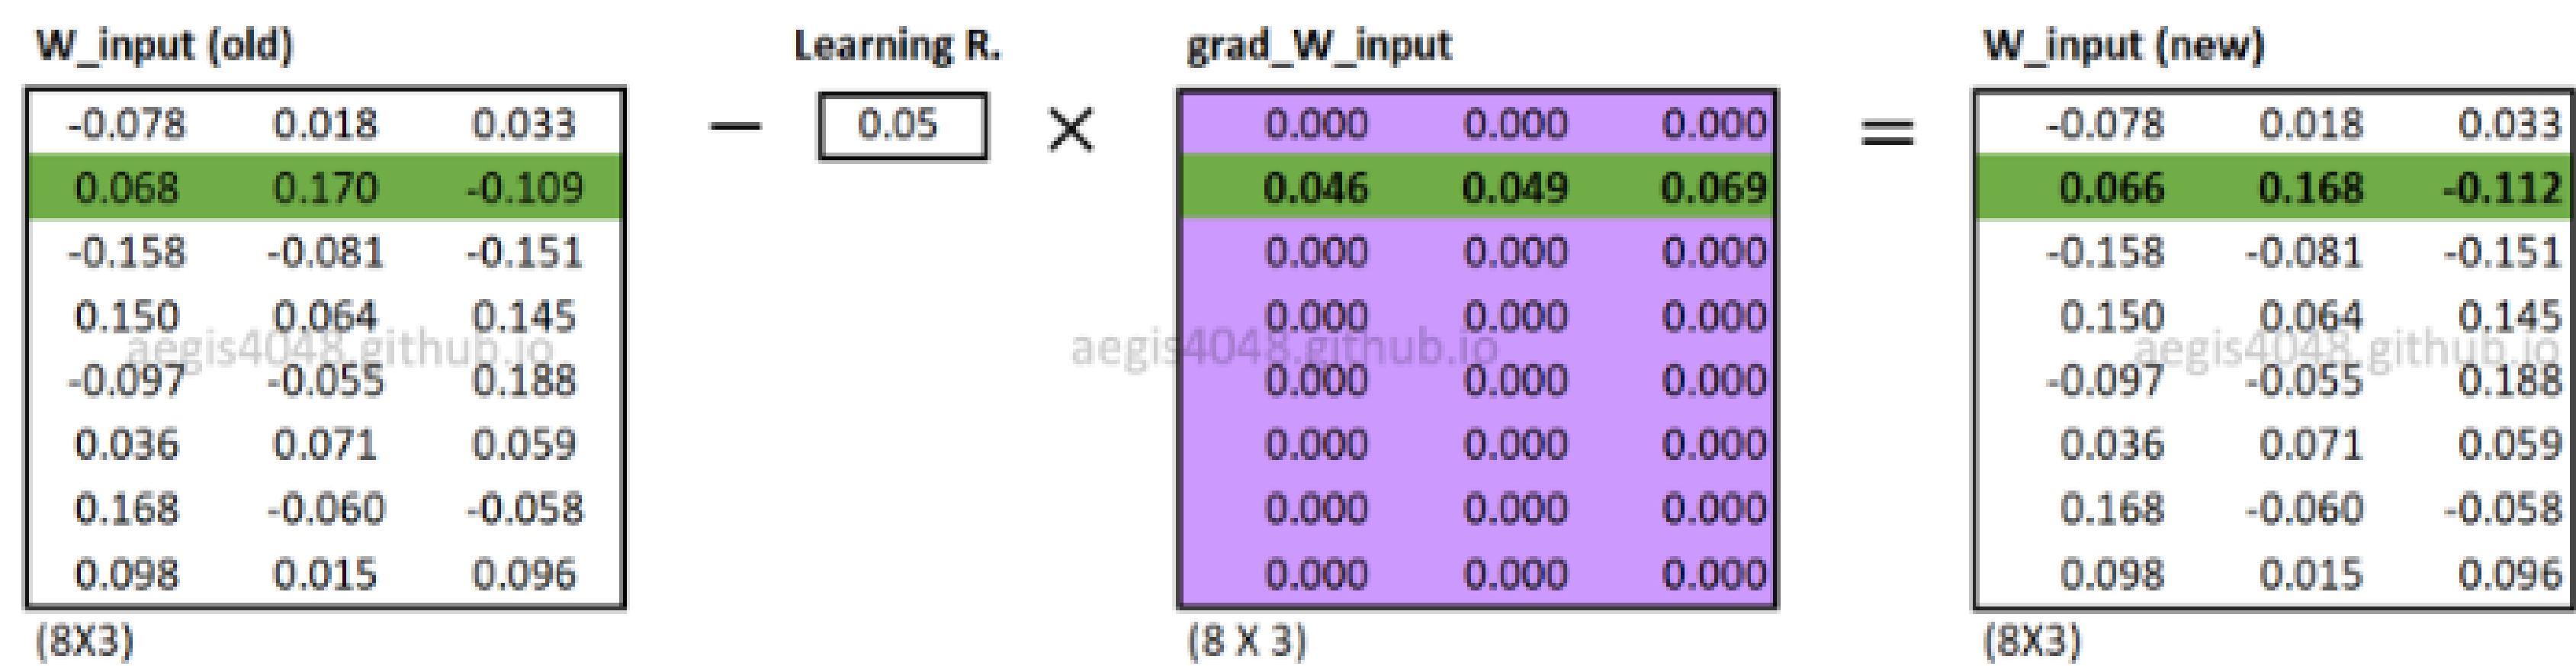 W_input (old) Learning R. grad_W_input W_input (new)
-0.078 0.018 0.033 − 0.05 × 0.000 0.000 0.000 = -0.078 0.018 0.033
0.068 0.170 -0.109 0.046 0.049 0.069 0.066 0.168 -0.112
-0.158 -0.081 -0.151 0.000 0.000 0.000 -0.158 -0.081 -0.151
0.150 0.064 0.145 0.000 0.000 0.000 0.150 0.064 0.145
aegis4048.github.io aegis4048.github.io aegis4048.github.io
-0.097 -0.055 0.188 0.000 0.000 0.000 -0.097 -0.055 0.188
0.036 0.071 0.059 0.000 0.000 0.000 0.036 0.071 0.059
0.168 -0.060 -0.058 0.000 0.000 0.000 0.168 -0.060 -0.058
0.098 0.015 0.096 0.000 0.000 0.000 0.098 0.015 0.096
(8X3) (8 X 3) (8X3)